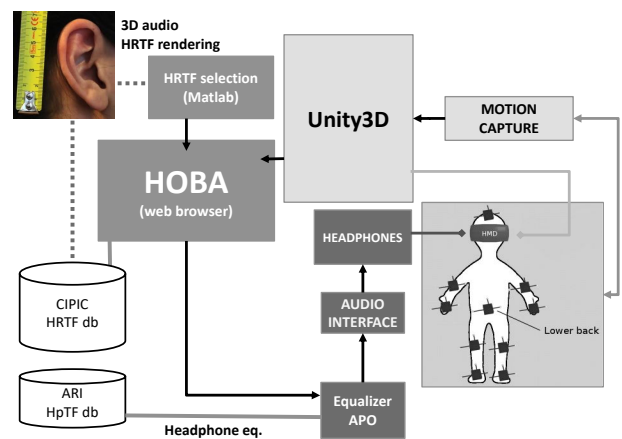 3D audio
HRTF rendering
HRTF selection
(Matlab)
Unity3D
MOTION
CAPTURE
HOBA
(web browser)
HEADPHONES
HMD
CIPIC
HRTF db
AUDIO
INTERFACE
Lower back
ARI
HpTF db
Equalizer
APO
Headphone eq.